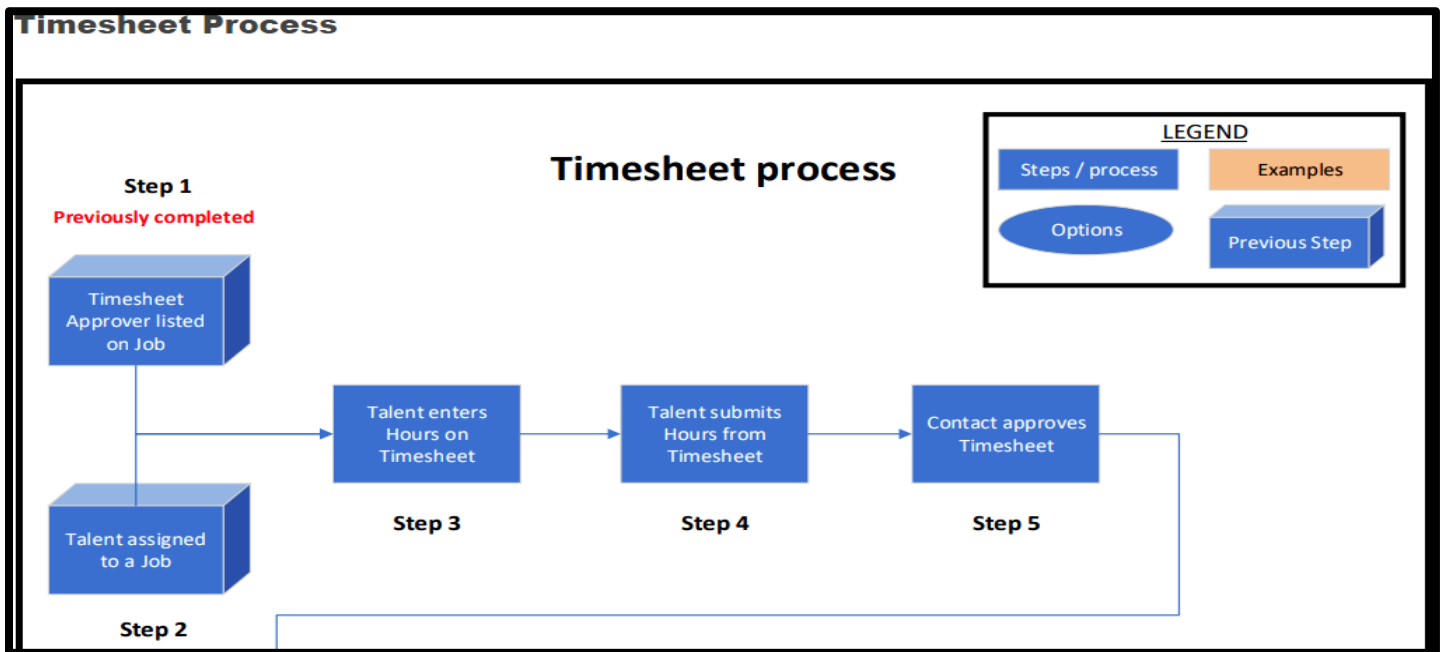 Timesheet Process
Timesheet process
LEGEND
Steps / process
Examples
Options
Previous Step
Step 1
Previously completed
Timesheet
Approver listed
on Job
Talent assigned
to a Job
Step 2
Talent enters
Hours on
Timesheet
Step 3
Talent submits
Hours from
Timesheet
Step 4
Contact approves
Timesheet
Step 5